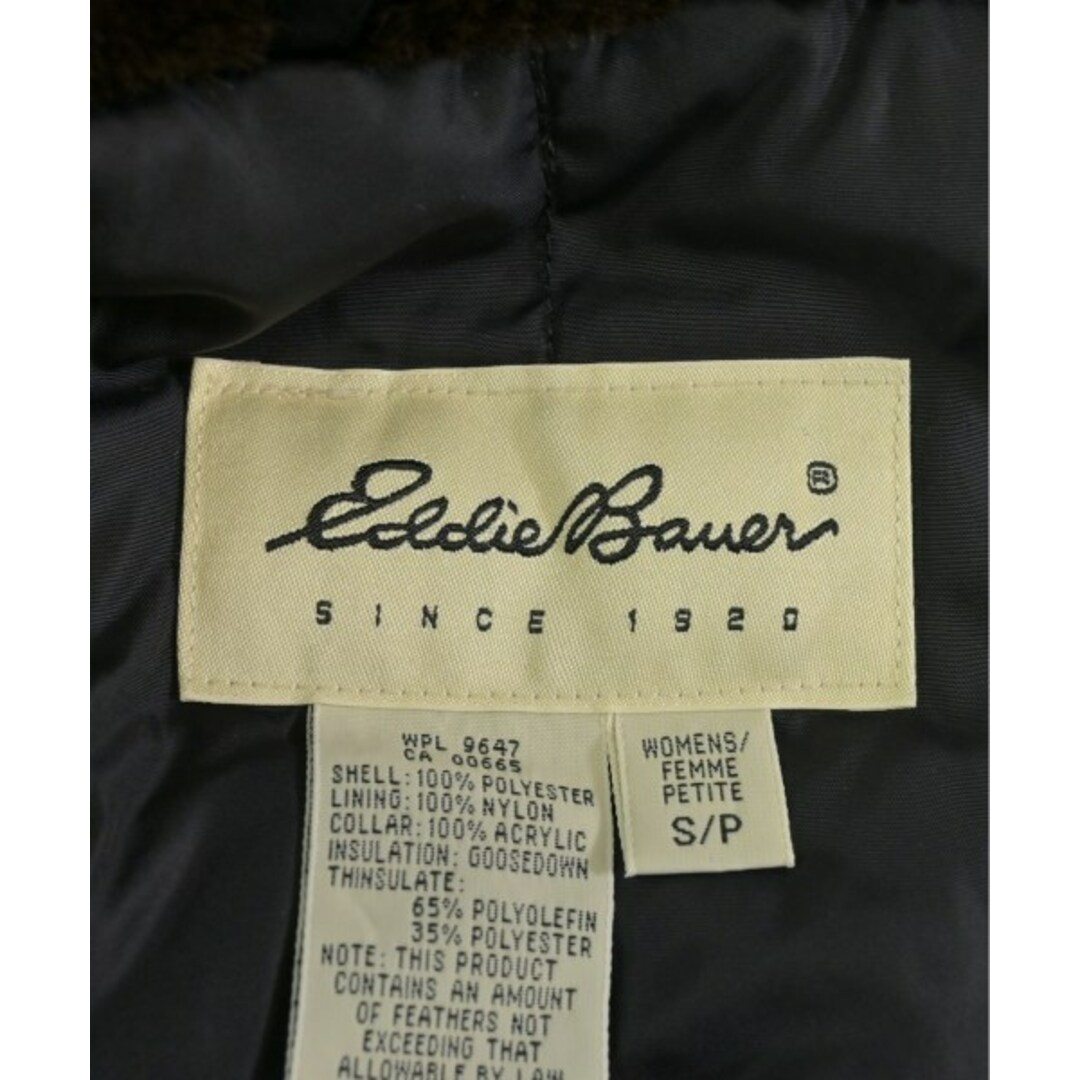 Eddie Bauer ®
SINCE 1920
WPL 9647
CA 00665
SHELL: 100% POLYESTER
LINING: 100% NYLON
COLLAR: 100% ACRYLIC
INSULATION: GOOSEDOWN
THINSULATE:
65% POLYOLEFIN
35% POLYESTER
NOTE: THIS PRODUCT
CONTAINS AN AMOUNT
OF FEATHERS NOT
EXCEEDING THAT
ALLOWABLE BY LAW
WOMENS/
FEMME
PETITE
S/P